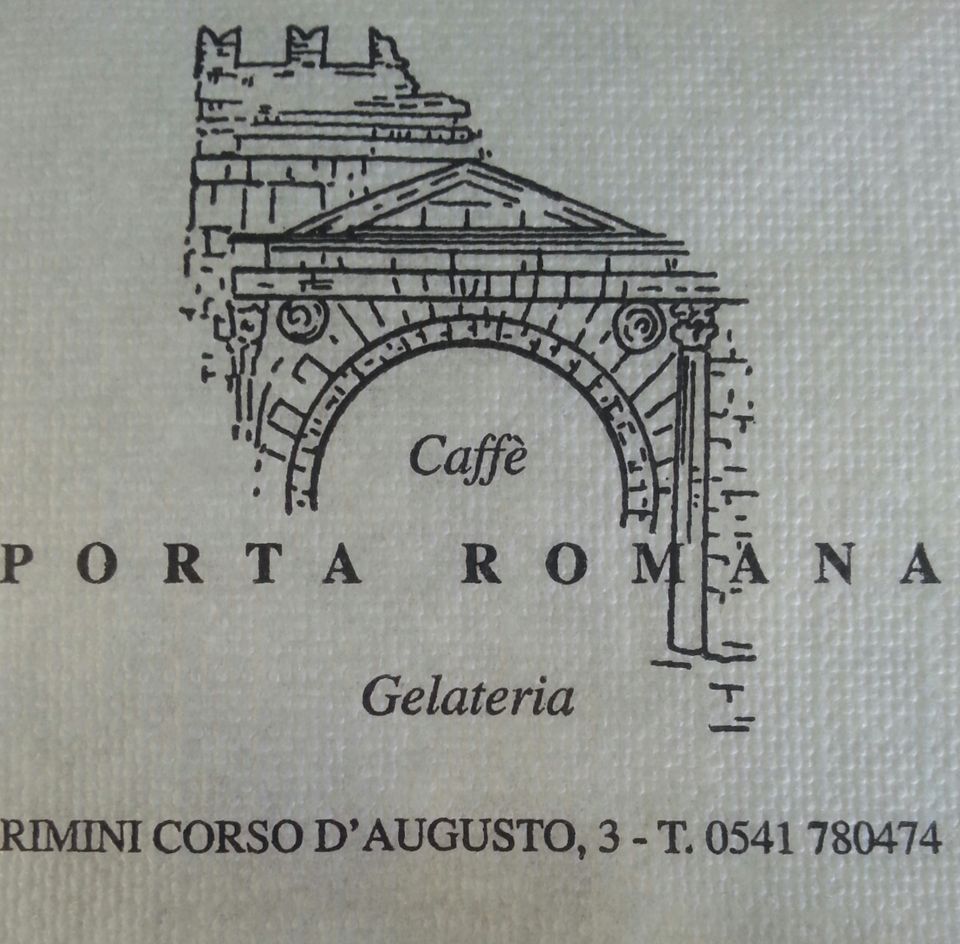 Caffè
PORTA ROMANA
Gelateria
RIMINI CORSO D'AUGUSTO, 3 - T. 0541 780474